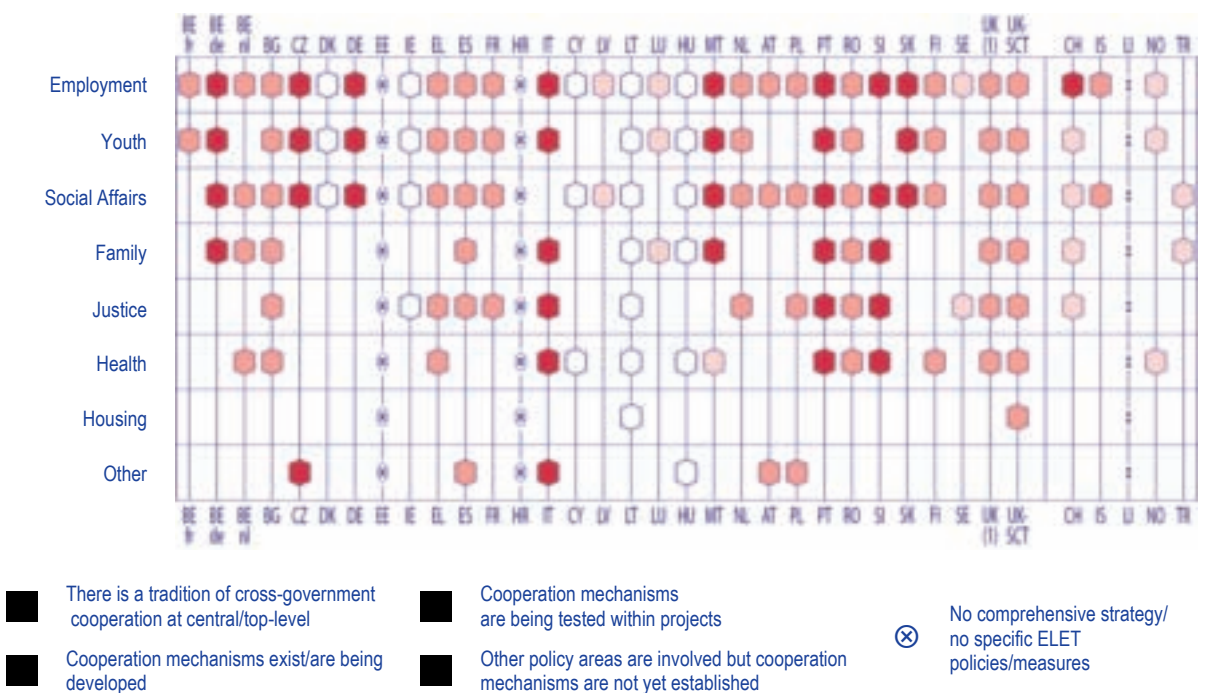 BE BE BE UK UK-
fr de nl BG CZ DK DE EE IE EL ES FR HR IT CY LV LT LU HU MT NL AT PL PT RO SI SK FI SE (1) SCT CH IS LI NO TR
Employment
Youth
Social Affairs
Family
Justice
Health
Housing
Other
BE BE BE BG CZ DK DE EE IE EL ES FR HR IT CY LV LT LU HU MT NL AT PL PT RO SI SK FI SE UK UK- CH IS LI NO TR
fr de nl (1) SCT
There is a tradition of cross-government
cooperation at central/top-level
Cooperation mechanisms exist/are being
developed
Cooperation mechanisms
are being tested within projects
Other policy areas are involved but cooperation
mechanisms are not yet established
No comprehensive strategy/
no specific ELET
policies/measures